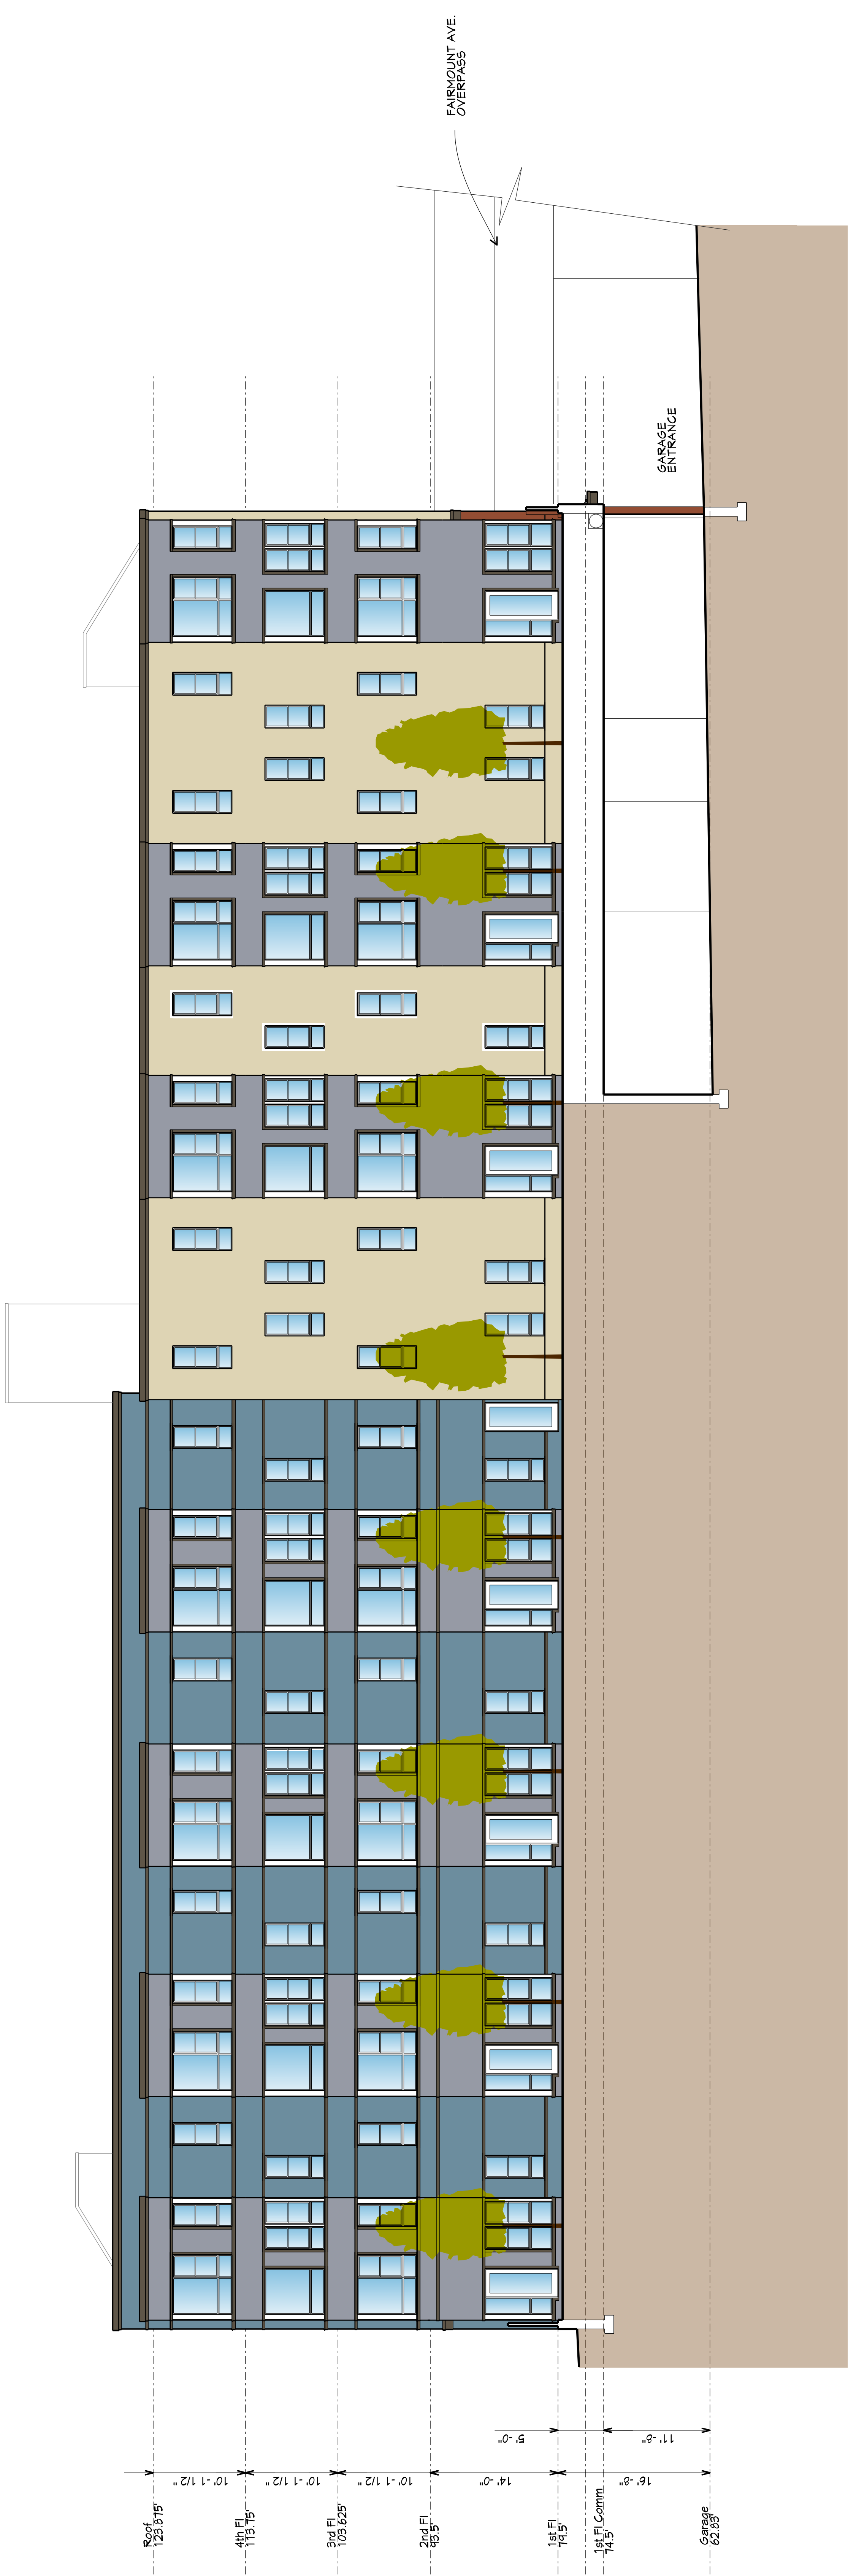 FAIRMOUNT AVE.
OVERPASS
GARAGE
ENTRANCE
Roof
123.875'
4th Fl
113.75'
3rd Fl
103.625'
2nd Fl
93.5'
1st Fl
79.5'
1st Fl Comm
74.5'
Garage
62.83'
10'-1 1/2"
10'-1 1/2"
10'-1 1/2"
14'-0"
16'-8"
5'-0"
11'-8"